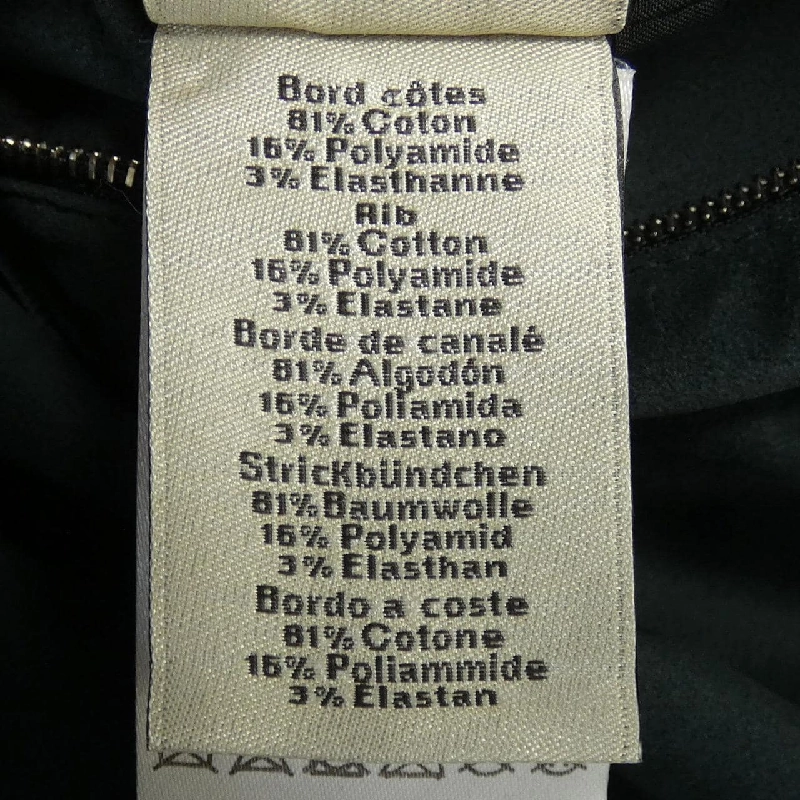 Bord côtes
81% Coton
16% Polyamide
3% Elasthanne
Rib
81% Cotton
16% Polyamide
3% Elastane
Borde de canalé
81% Algodón
16% Poliamida
3% Elastano
Strickbündchen
81% Baumwolle
16% Polyamid
3% Elasthan
Bordo a coste
81% Cotone
16% Poliammide
3% Elastan